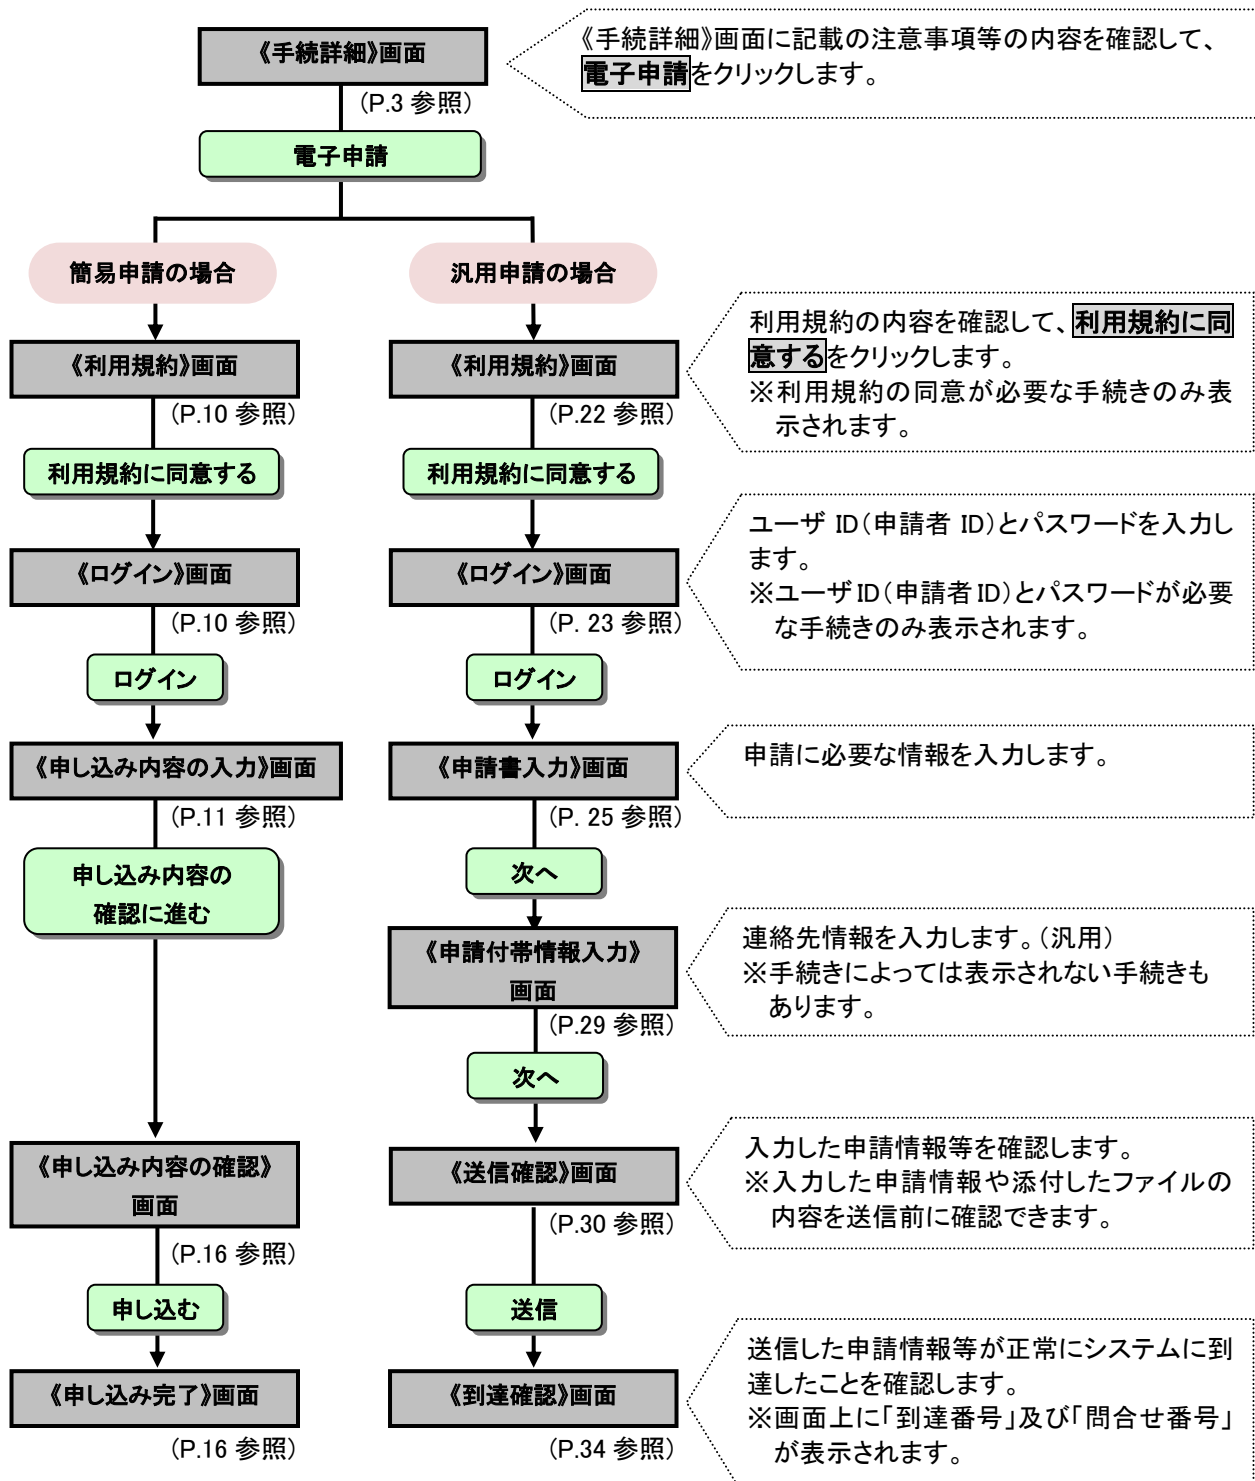 《手続詳細》画面
(P.3 参照)
《手続詳細》画面に記載の注意事項等の内容を確認して、
電子申請をクリックします。
電子申請
簡易申請の場合
汎用申請の場合
《利用規約》画面
(P.10 参照)
《利用規約》画面
(P.22 参照)
利用規約の内容を確認して、利用規約に同
意するをクリックします。
※利用規約の同意が必要な手続きのみ表
示されます。
利用規約に同意する
利用規約に同意する
《ログイン》画面
(P.10 参照)
《ログイン》画面
(P. 23 参照)
ユーザ ID(申請者 ID)とパスワードを入力し
ます。
※ユーザ ID(申請者 ID)とパスワードが必要
な手続きのみ表示されます。
ログイン
ログイン
《申し込み内容の入力》画面
(P.11 参照)
《申請書入力》画面
(P. 25 参照)
申請に必要な情報を入力します。
申し込み内容の
確認に進む
次へ
《申請付帯情報入力》
画面
(P.29 参照)
連絡先情報を入力します。(汎用)
※手続きによっては表示されない手続きも
あります。
次へ
《申し込み内容の確認》
画面
(P.16 参照)
《送信確認》画面
(P.30 参照)
入力した申請情報等を確認します。
※入力した申請情報や添付したファイルの
内容を送信前に確認できます。
申し込む
送信
《申し込み完了》画面
(P.16 参照)
《到達確認》画面
(P.34 参照)
送信した申請情報等が正常にシステムに到
達したことを確認します。
※画面上に「到達番号」及び「問合せ番号」
が表示されます。